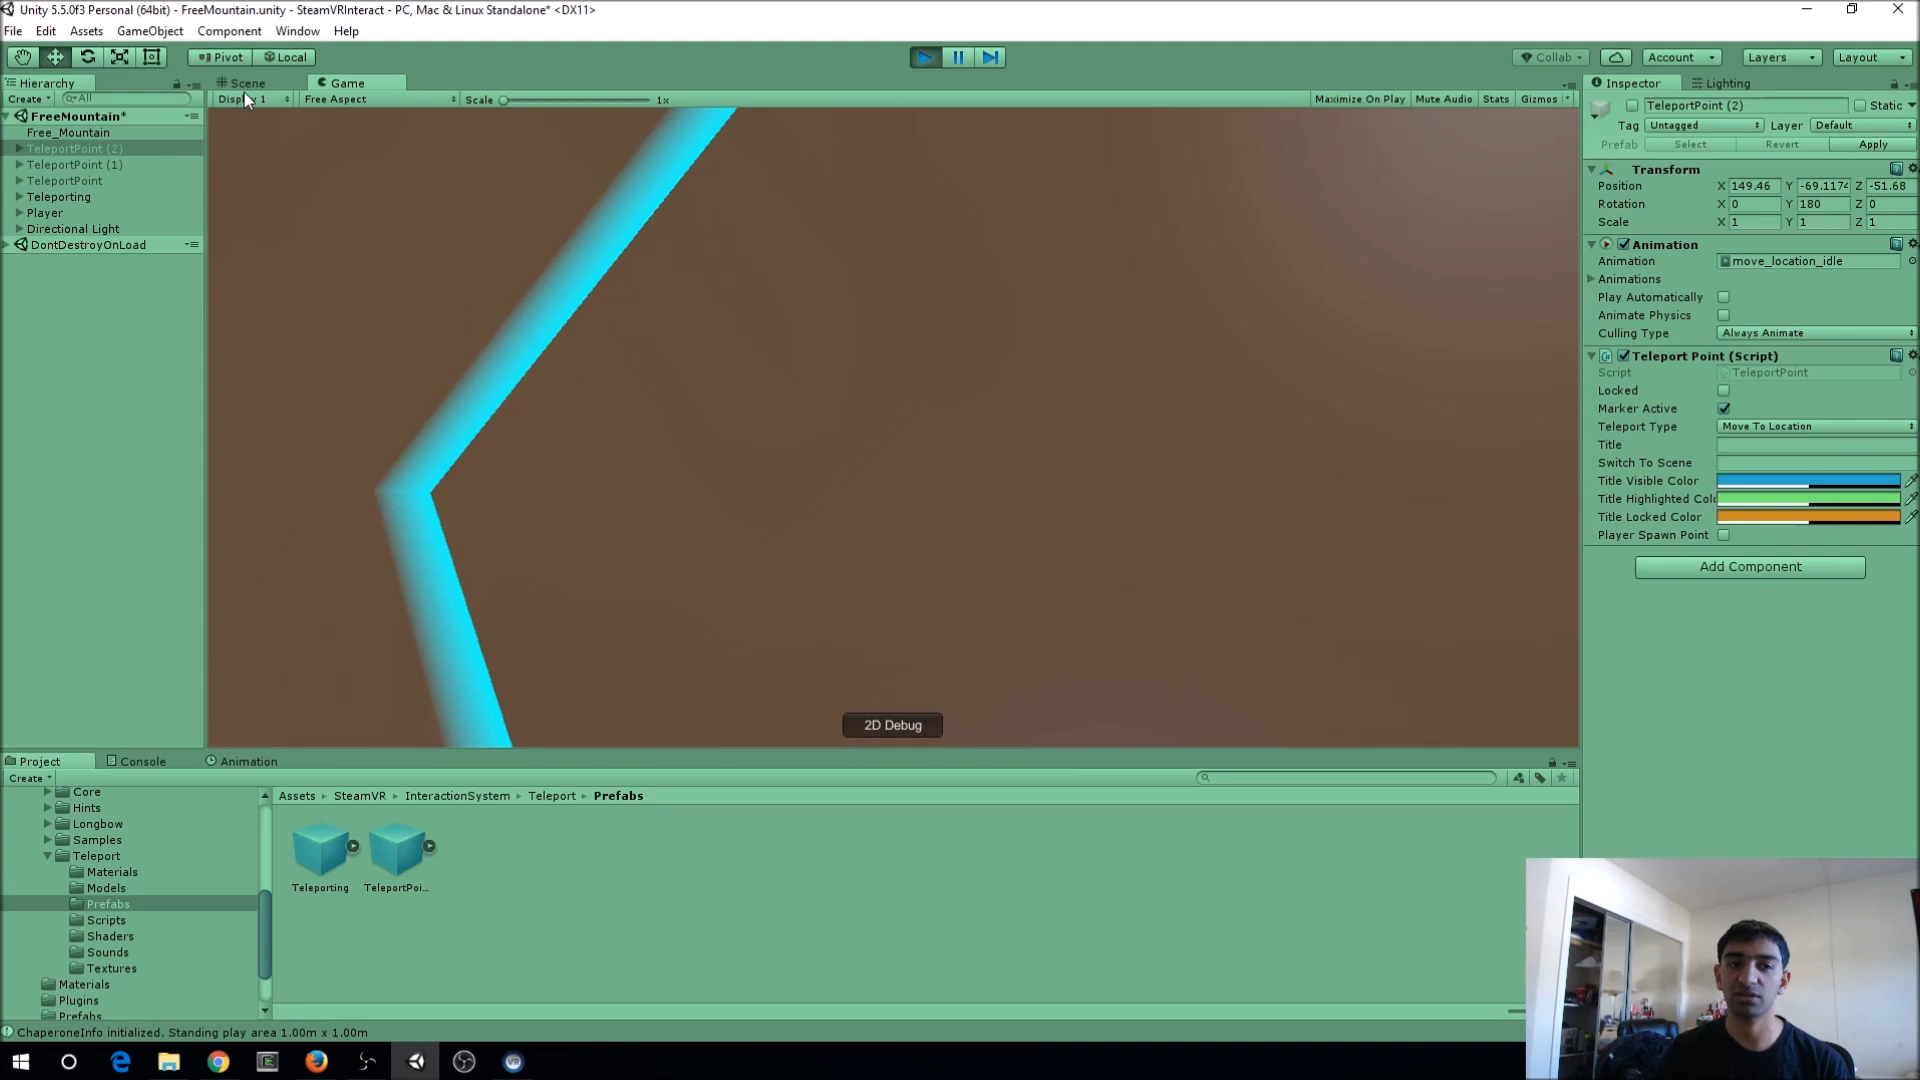 Unity 5.5.0f3 Personal (64bit) - FreeMountain.unity - SteamVRInteract - PC, Mac & Linux Standalone* <DX11>
File Edit Assets GameObject Component Window Help
Pivot Local Collab Account Layers Layout
Hierarchy Scene Game Inspector Lighting
Create All Free Aspect Scale 1x Maximize On Play Mute Audio Stats Gizmos
TeleportPoint (2) Static
Tag Untagged Layer Default
Prefab Select Revert Apply
FreeMountain*
Free_Mountain
TeleportPoint (2)
TeleportPoint (1)
TeleportPoint
Teleporting
Player
Directional Light
DontDestroyOnLoad
Transform
Position X 149.46 Y -69.1174 Z -51.68
Rotation X 0 Y 180 Z 0
Scale X 1 Y 1 Z 1
Animation
Animation move_location_idle
Animations
Play Automatically
Animate Physics
Culling Type Always Animate
Teleport Point (Script)
Script TeleportPoint
Locked
Marker Active
Teleport Type Move To Location
Title
Switch To Scene
Title Visible Color
Title Highlighted Colo
Title Locked Color
Player Spawn Point
Add Component
2D Debug
Project Console Animation
Create
Core
Hints
Longbow
Samples
Teleport
Materials
Models
Prefabs
Scripts
Shaders
Sounds
Textures
Materials
Plugins
Prefabs
Assets SteamVR InteractionSystem Teleport Prefabs
Teleporting TeleportPoi...
ChaperoneInfo initialized. Standing play area 1.00m x 1.00m